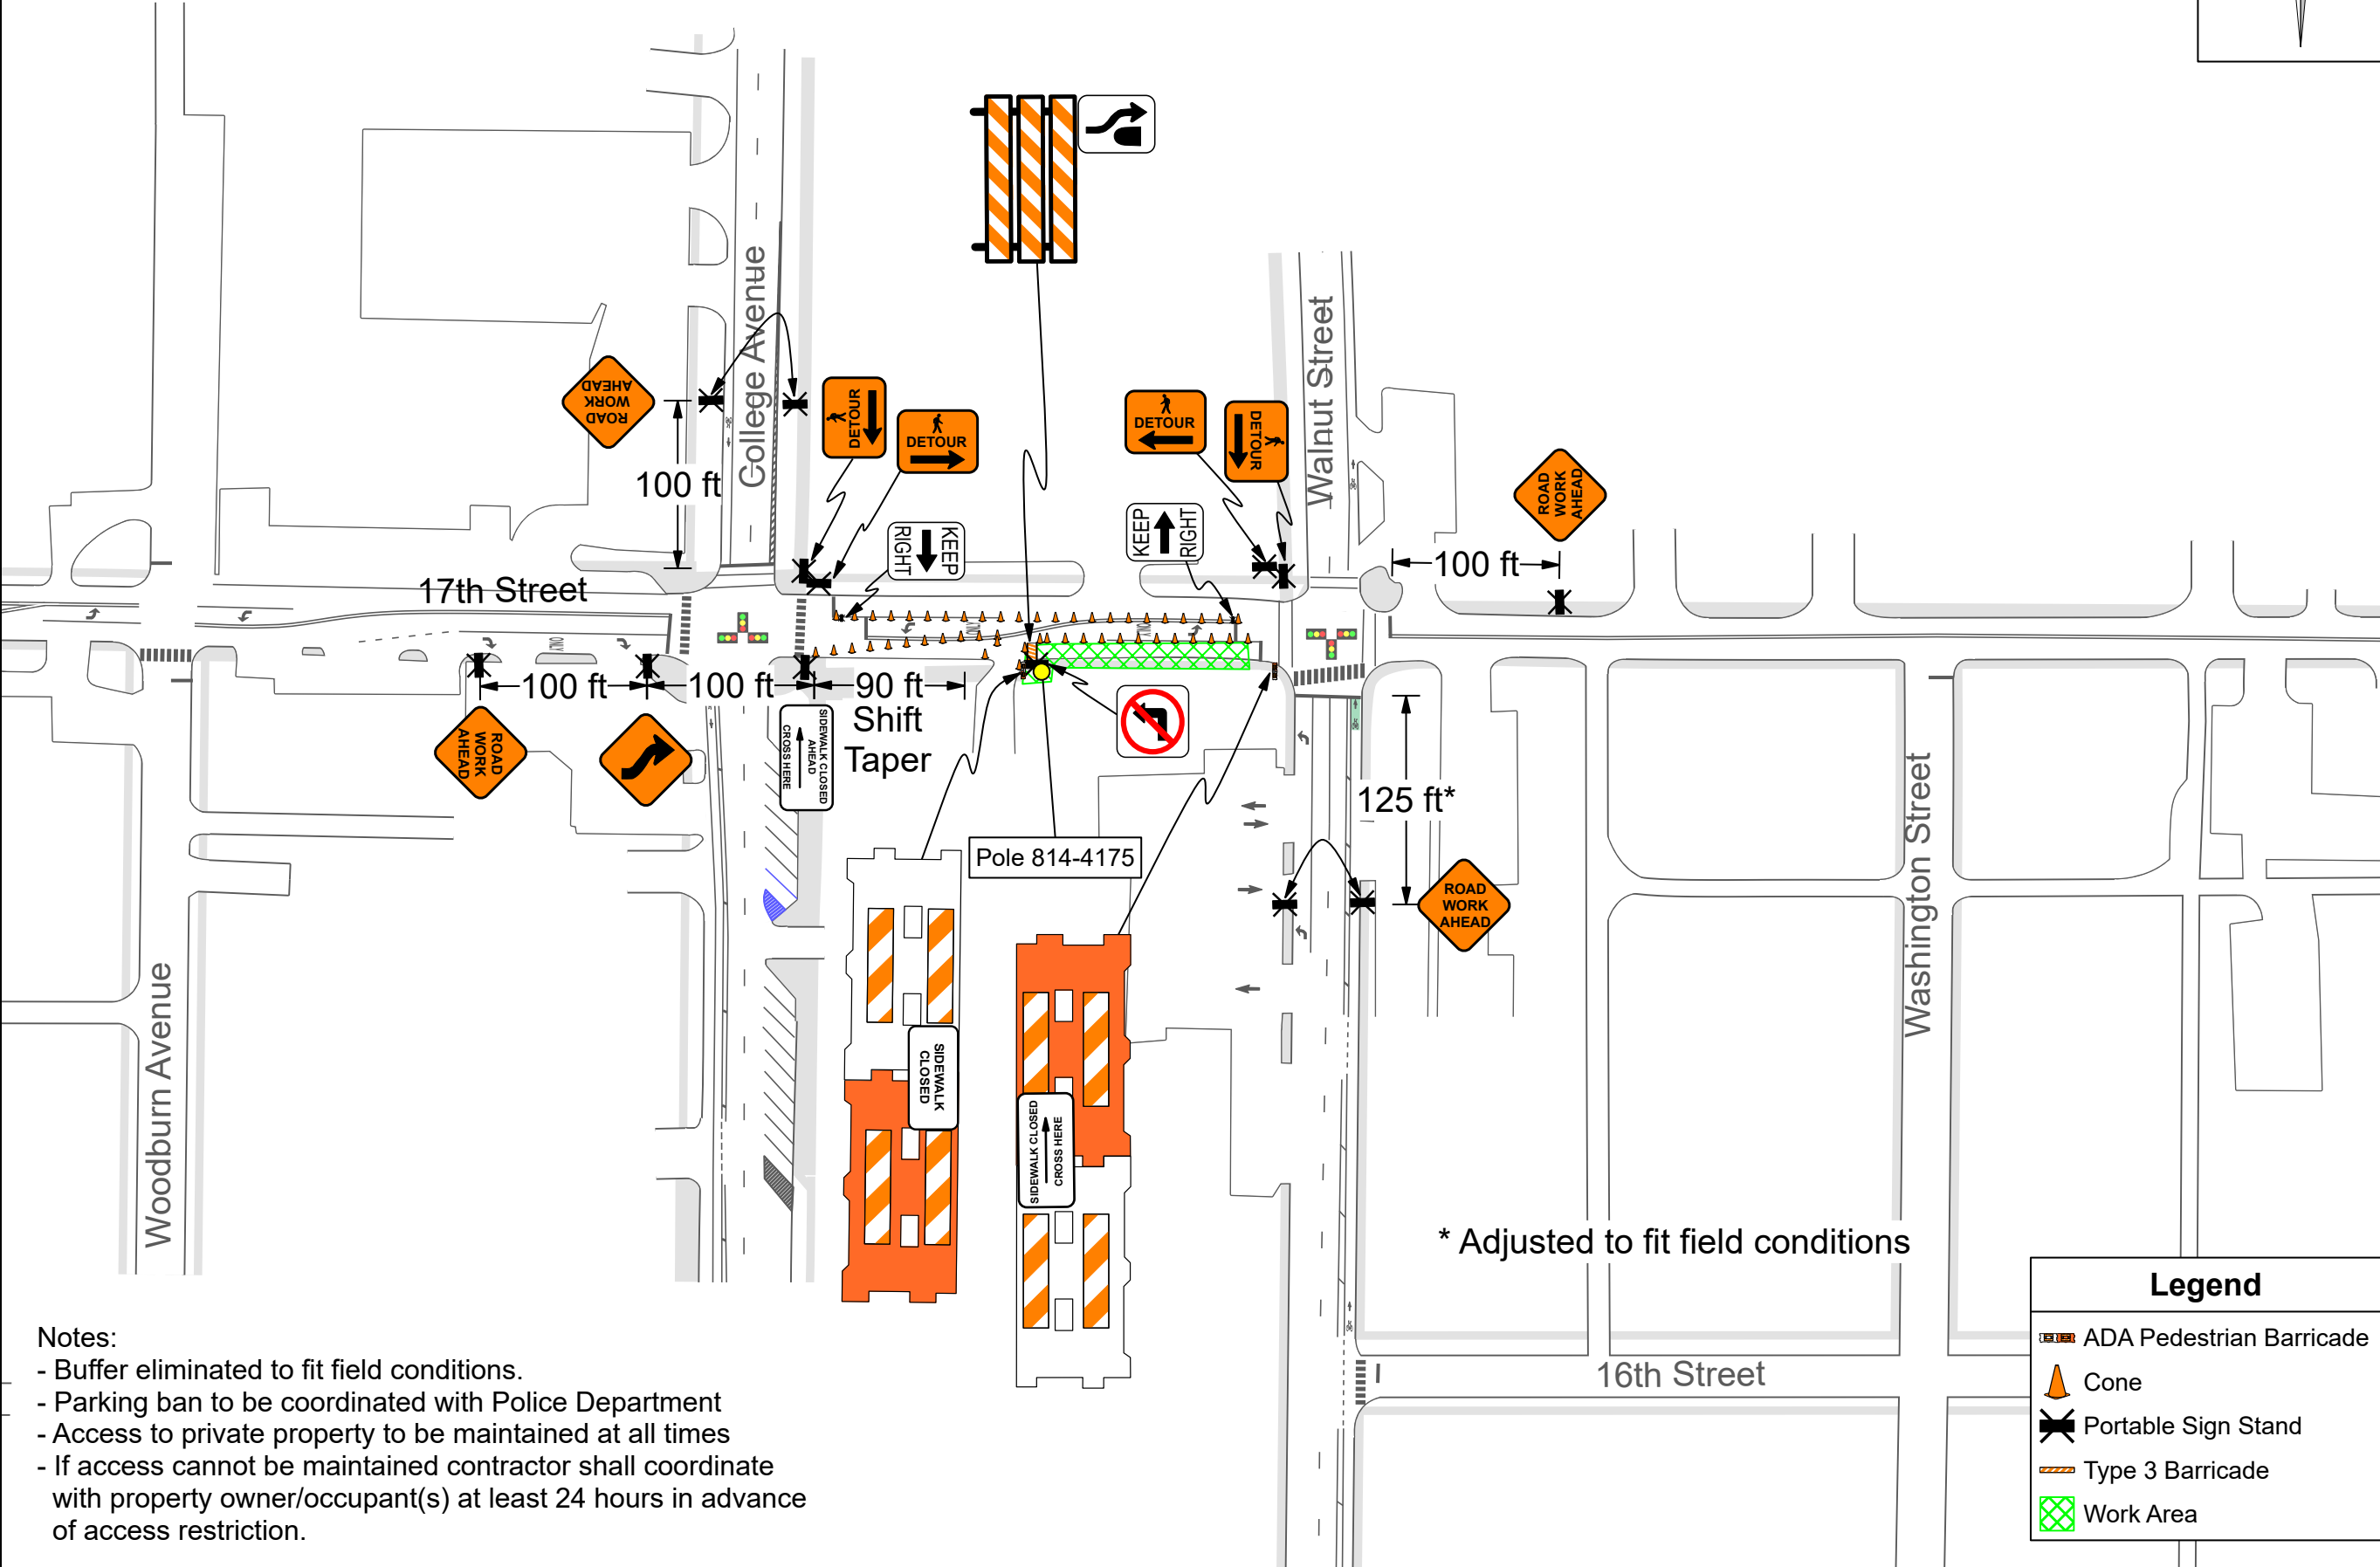 College Avenue
Walnut Street
ROAD
WORK
AHEAD
100 ft
DETOUR
DETOUR
DETOUR
DETOUR
KEEP
RIGHT
KEEP
RIGHT
ROAD
WORK
AHEAD
100 ft
17th Street
ONLY
ONLY
ONLY
100 ft
100 ft
90 ft
Shift
Taper
ROAD
WORK
AHEAD
SIDEWALK CLOSED
AHEAD
CROSS HERE
125 ft*
Pole 814-4175
ROAD
WORK
AHEAD
Washington Street
Woodburn Avenue
SIDEWALK
CLOSED
SIDEWALK CLOSED
CROSS HERE
* Adjusted to fit field conditions
16th Street
Legend
ADA Pedestrian Barricade
Cone
Portable Sign Stand
Type 3 Barricade
Work Area
Notes:
- Buffer eliminated to fit field conditions.
- Parking ban to be coordinated with Police Department
- Access to private property to be maintained at all times
- If access cannot be maintained contractor shall coordinate
with property owner/occupant(s) at least 24 hours in advance
of access restriction.